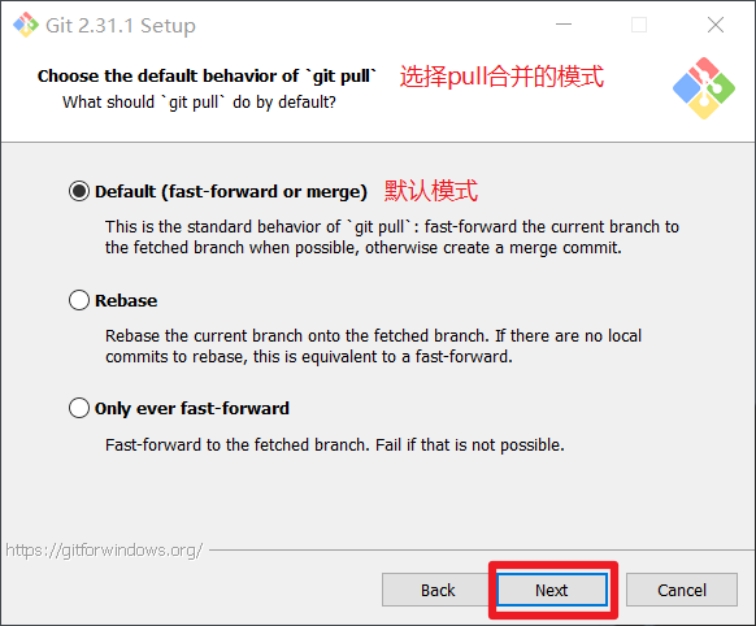 Git 2.31.1 Setup
Choose the default behavior of `git pull` 选择pull合并的模式
What should `git pull` do by default?
Default (fast-forward or merge) 默认模式
This is the standard behavior of `git pull`: fast-forward the current branch to
the fetched branch when possible, otherwise create a merge commit.
Rebase
Rebase the current branch onto the fetched branch. If there are no local
commits to rebase, this is equivalent to a fast-forward.
Only ever fast-forward
Fast-forward to the fetched branch. Fail if that is not possible.
https://gitforwindows.org/
Back Next Cancel